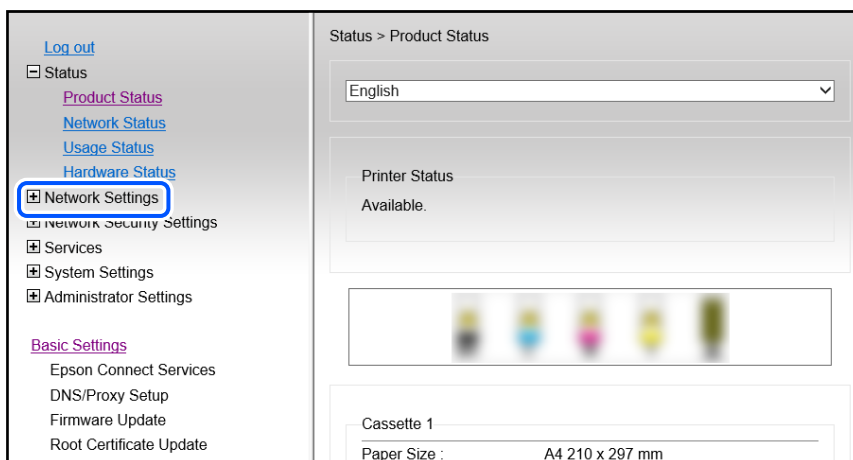 Log out
Status
Product Status
Network Status
Usage Status
Hardware Status
Network Settings
Network Security Settings
Services
System Settings
Administrator Settings
Basic Settings
Epson Connect Services
DNS/Proxy Setup
Firmware Update
Root Certificate Update
Status > Product Status
English
Printer Status
Available.
Cassette 1
Paper Size : A4 210 x 297 mm